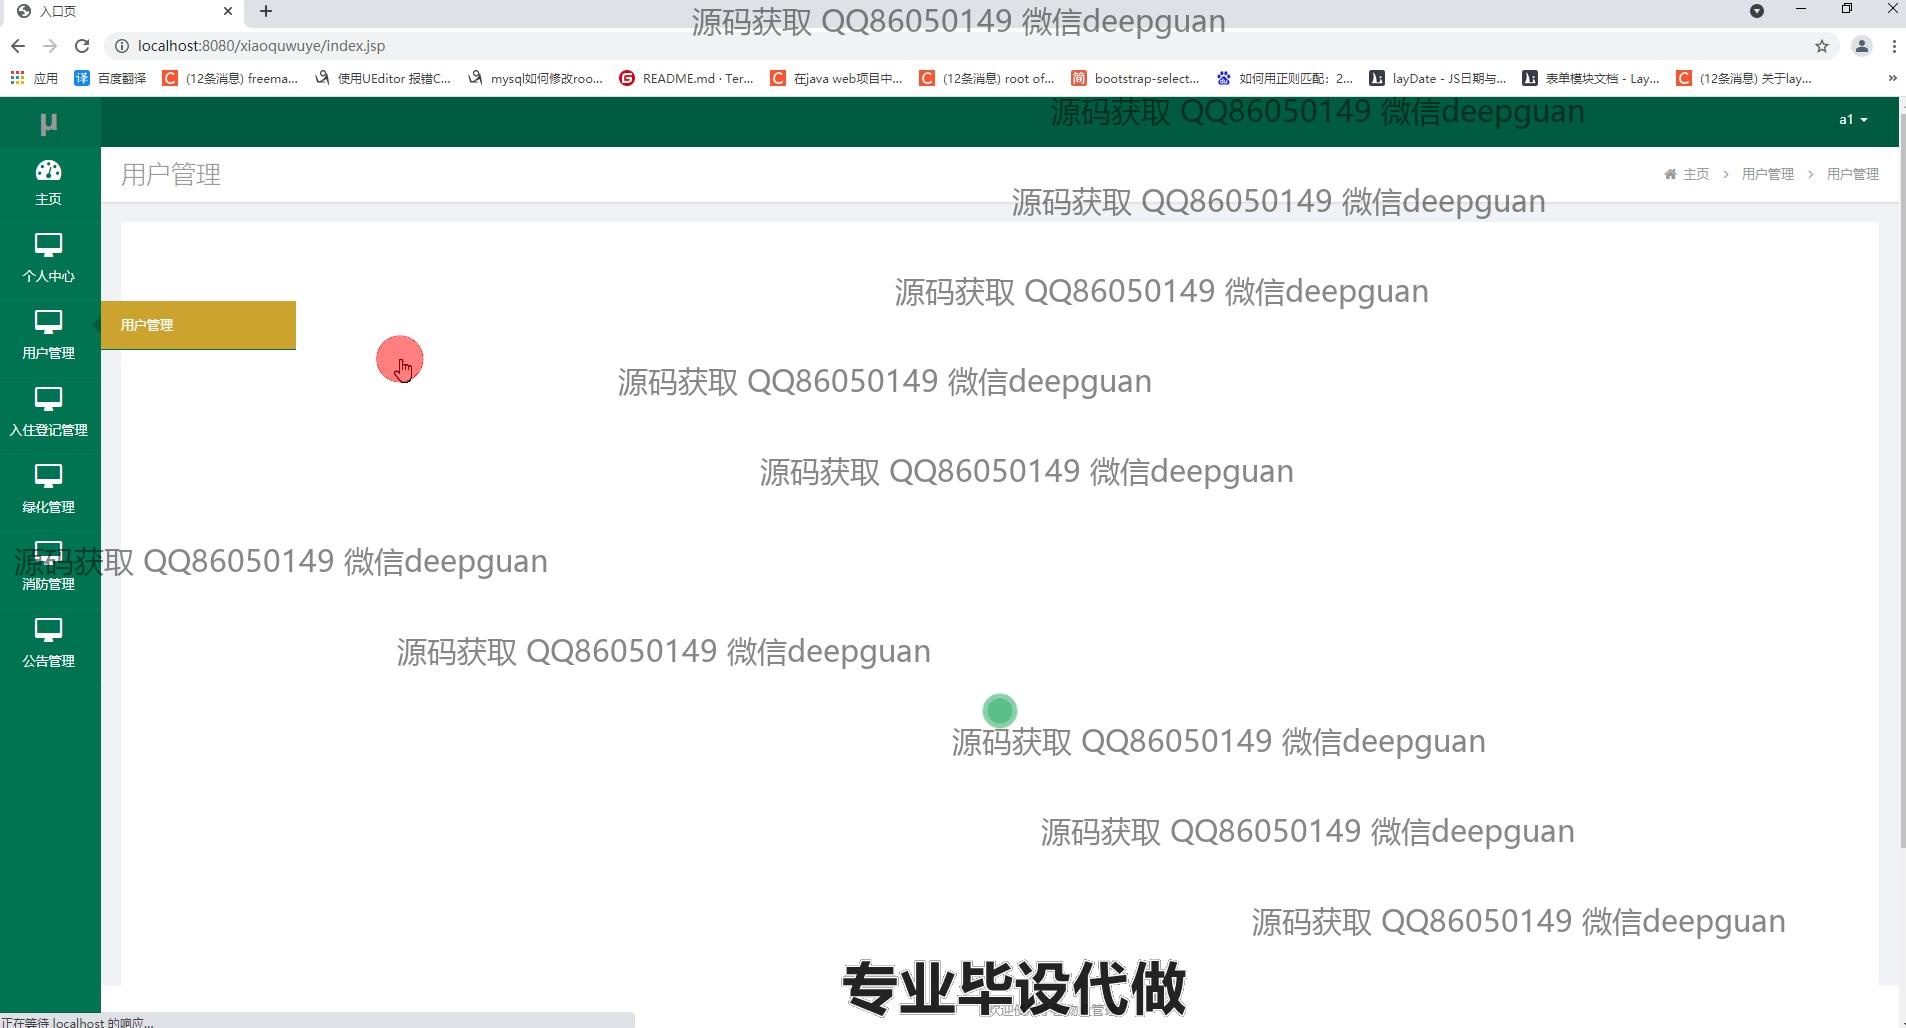 入口页
源码获取 QQ86050149 微信deepguan
localhost:8080/xiaoquwuye/index.jsp
应用 百度翻译 (12条消息) freema... 使用UEditor 报错C... mysql如何修改roo... README.md · Ter... 在java web项目中... (12条消息) root of... bootstrap-select... 如何用正则匹配：2... layDate - JS日期与... 表单模块文档 - Lay... (12条消息) 关于lay...
源码获取 QQ86050149 微信deepguan
μ
a1
用户管理
主页 用户管理 用户管理
主页
源码获取 QQ86050149 微信deepguan
个人中心
源码获取 QQ86050149 微信deepguan
用户管理
用户管理
源码获取 QQ86050149 微信deepguan
入住登记管理
源码获取 QQ86050149 微信deepguan
绿化管理
源码获取 QQ86050149 微信deepguan
消防管理
源码获取 QQ86050149 微信deepguan
公告管理
源码获取 QQ86050149 微信deepguan
源码获取 QQ86050149 微信deepguan
源码获取 QQ86050149 微信deepguan
专业毕设代做
正在等待 localhost 的响应...